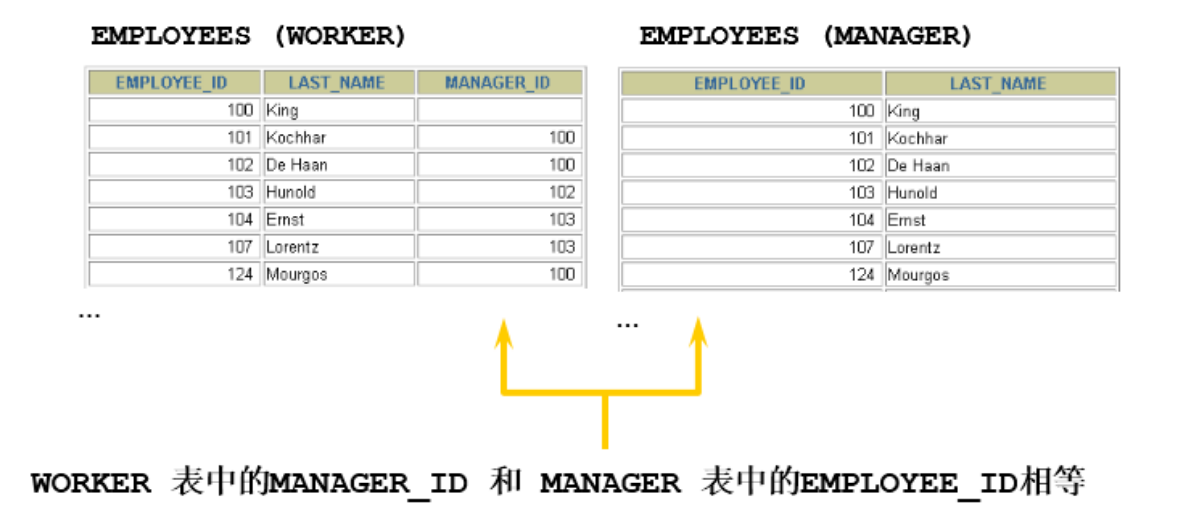 EMPLOYEES (WORKER)
EMPLOYEES (MANAGER)
EMPLOYEE_ID LAST_NAME MANAGER_ID
100 King
101 Kochhar 100
102 De Haan 100
103 Hunold 102
104 Ernst 103
107 Lorentz 103
124 Mourgos 100
...
EMPLOYEE_ID LAST_NAME
100 King
101 Kochhar
102 De Haan
103 Hunold
104 Ernst
107 Lorentz
124 Mourgos
...
WORKER 表中的MANAGER_ID 和 MANAGER 表中的EMPLOYEE_ID相等